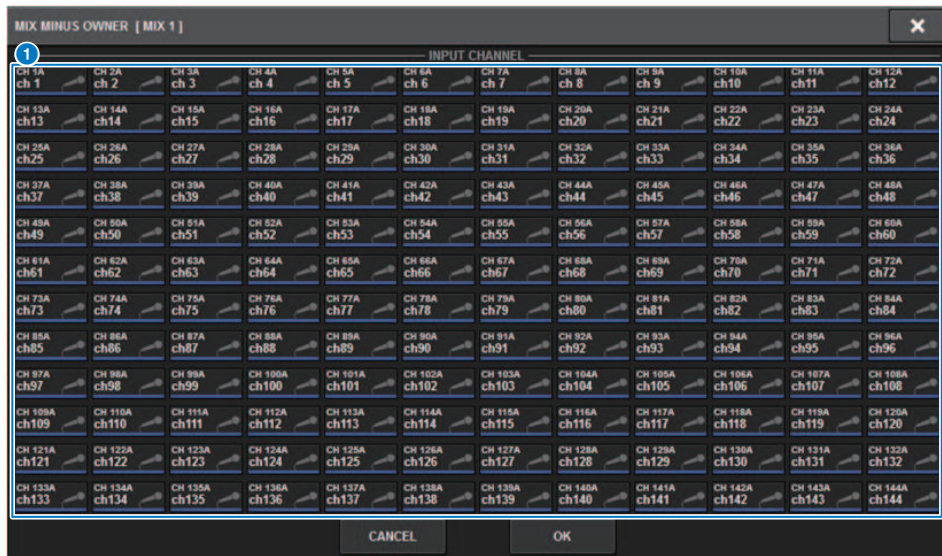 MIX MINUS OWNER [ MIX 1 ]
×
1
INPUT CHANNEL
CH 1A CH 2A CH 3A CH 4A CH 5A CH 6A CH 7A CH 8A CH 9A CH 10A CH 11A CH 12A
ch 1 ch 2 ch 3 ch 4 ch 5 ch 6 ch 7 ch 8 ch 9 ch10 ch11 ch12
CH 13A CH 14A CH 15A CH 16A CH 17A CH 18A CH 19A CH 20A CH 21A CH 22A CH 23A CH 24A
ch13 ch14 ch15 ch16 ch17 ch18 ch19 ch20 ch21 ch22 ch23 ch24
CH 25A CH 26A CH 27A CH 28A CH 29A CH 30A CH 31A CH 32A CH 33A CH 34A CH 35A CH 36A
ch25 ch26 ch27 ch28 ch29 ch30 ch31 ch32 ch33 ch34 ch35 ch36
CH 37A CH 38A CH 39A CH 40A CH 41A CH 42A CH 43A CH 44A CH 45A CH 46A CH 47A CH 48A
ch37 ch38 ch39 ch40 ch41 ch42 ch43 ch44 ch45 ch46 ch47 ch48
CH 49A CH 50A CH 51A CH 52A CH 53A CH 54A CH 55A CH 56A CH 57A CH 58A CH 59A CH 60A
ch49 ch50 ch51 ch52 ch53 ch54 ch55 ch56 ch57 ch58 ch59 ch60
CH 61A CH 62A CH 63A CH 64A CH 65A CH 66A CH 67A CH 68A CH 69A CH 70A CH 71A CH 72A
ch61 ch62 ch63 ch64 ch65 ch66 ch67 ch68 ch69 ch70 ch71 ch72
CH 73A CH 74A CH 75A CH 76A CH 77A CH 78A CH 79A CH 80A CH 81A CH 82A CH 83A CH 84A
ch73 ch74 ch75 ch76 ch77 ch78 ch79 ch80 ch81 ch82 ch83 ch84
CH 85A CH 86A CH 87A CH 88A CH 89A CH 90A CH 91A CH 92A CH 93A CH 94A CH 95A CH 96A
ch85 ch86 ch87 ch88 ch89 ch90 ch91 ch92 ch93 ch94 ch95 ch96
CH 97A CH 98A CH 99A CH 100A CH 101A CH 102A CH 103A CH 104A CH 105A CH 106A CH 107A CH 108A
ch97 ch98 ch99 ch100 ch101 ch102 ch103 ch104 ch105 ch106 ch107 ch108
CH 109A CH 110A CH 111A CH 112A CH 113A CH 114A CH 115A CH 116A CH 117A CH 118A CH 119A CH 120A
ch109 ch110 ch111 ch112 ch113 ch114 ch115 ch116 ch117 ch118 ch119 ch120
CH 121A CH 122A CH 123A CH 124A CH 125A CH 126A CH 127A CH 128A CH 129A CH 130A CH 131A CH 132A
ch121 ch122 ch123 ch124 ch125 ch126 ch127 ch128 ch129 ch130 ch131 ch132
CH 133A CH 134A CH 135A CH 136A CH 137A CH 138A CH 139A CH 140A CH 141A CH 142A CH 143A CH 144A
ch133 ch134 ch135 ch136 ch137 ch138 ch139 ch140 ch141 ch142 ch143 ch144
CANCEL OK